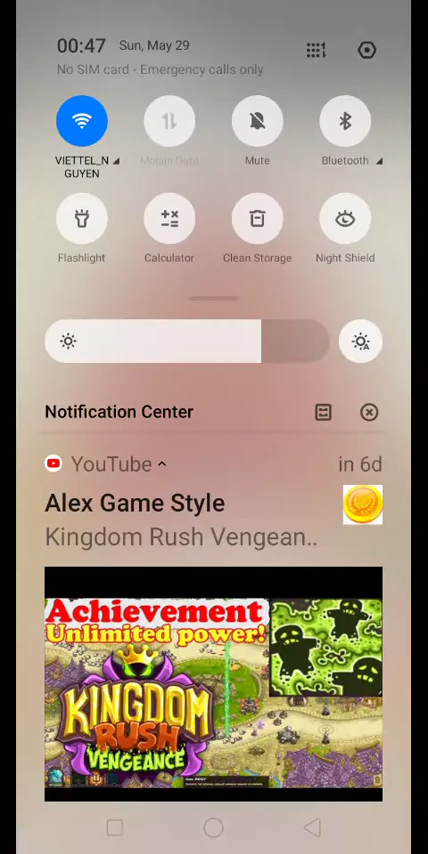 00:47 Sun, May 29
No SIM card - Emergency calls only
VIETTEL_N
GUYEN
Mobile Data
Mute
Bluetooth
Flashlight
Calculator
Clean Storage
Night Shield
Notification Center
YouTube
in 6d
Alex Game Style
Kingdom Rush Vengean..
Achievement
Unlimited power!
KINGDOM
RUSH
VENGEANCE